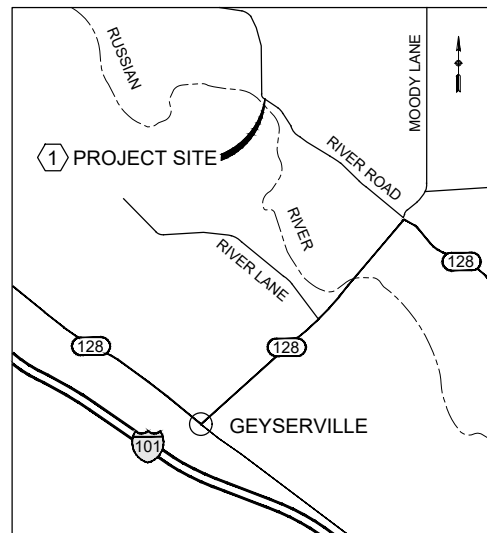 RUSSIAN
MOODY LANE
1 PROJECT SITE
RIVER ROAD
RIVER
RIVER LANE
128
128
128
GEYSERVILLE
101